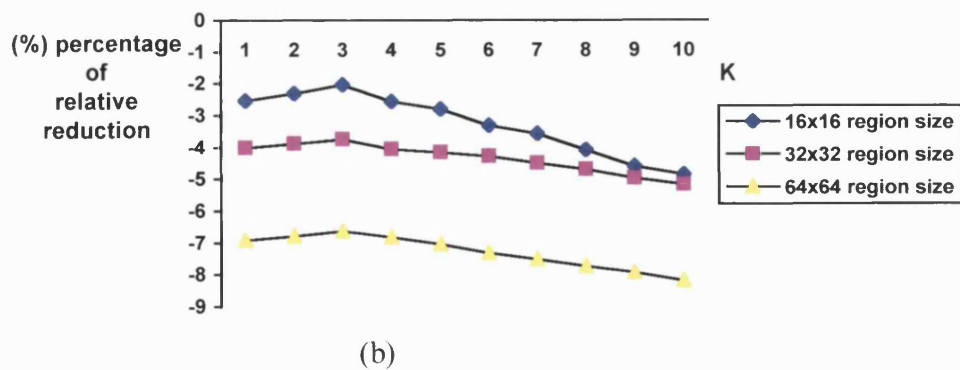 0
(%) percentage
of
relative
reduction
1 2 3 4 5 6 7 8 9 10
-1
-2
-3
-4
-5
-6
-7
-8
-9
K
16x16 region size
32x32 region size
64x64 region size
(b)